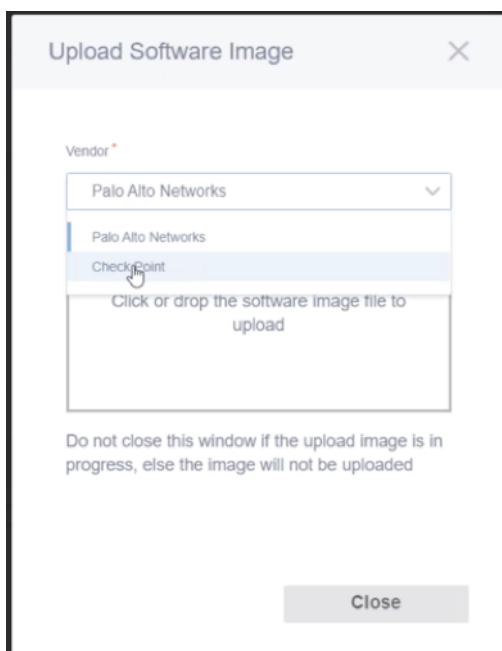 Upload Software Image
Vendor *
Palo Alto Networks
Palo Alto Networks
Check Point
Click or drop the software image file to
upload
Do not close this window if the upload image is in
progress, else the image will not be uploaded
Close